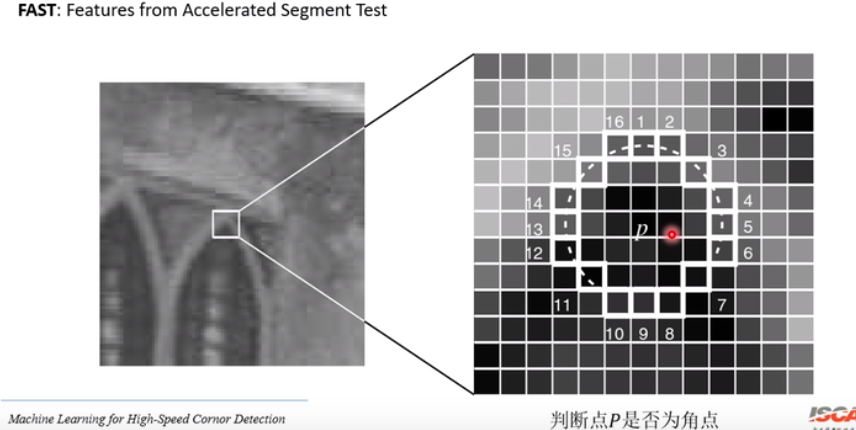 FAST: Features from Accelerated Segment Test
16 1 2
15 3
14 4
13 p 5
12 6
11 7
10 9 8
Machine Learning for High-Speed Cornor Detection
判断点P是否为角点